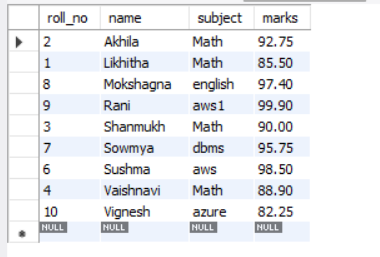 roll_no name subject marks
2 Akhila Math 92.75
1 Likhitha Math 85.50
8 Mokshagna english 97.40
9 Rani aws1 99.90
3 Shanmukh Math 90.00
7 Sowmya dbms 95.75
6 Sushma aws 98.50
4 Vaishnavi Math 88.90
10 Vignesh azure 82.25
NULL NULL NULL NULL